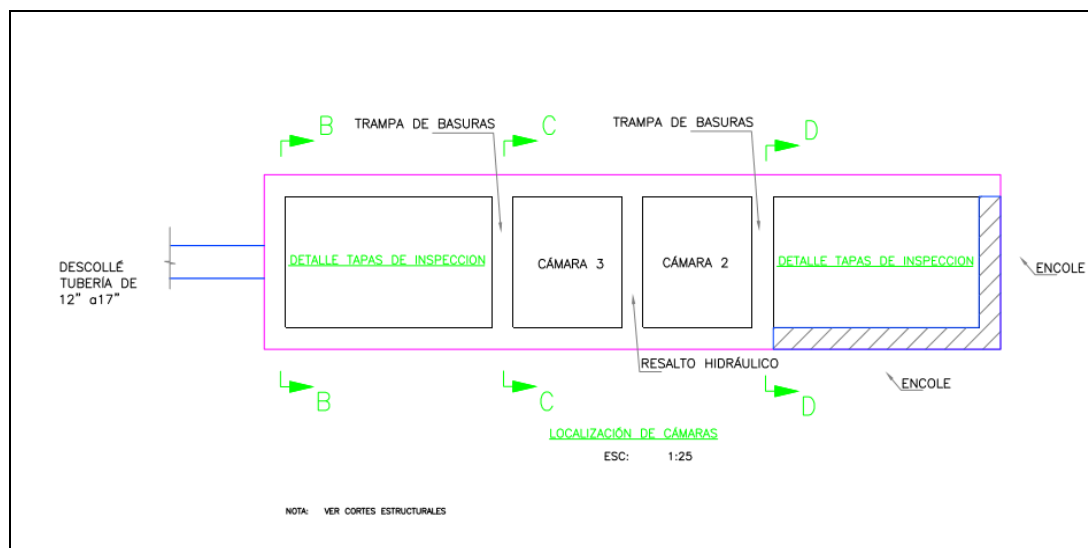 B
TRAMPA DE BASURAS
C
TRAMPA DE BASURAS
D
DESCOLLE
TUBERÍA DE
12" a17"
DETALLE TAPAS DE INSPECCION
CÁMARA 3
CÁMARA 2
DETALLE TAPAS DE INSPECCION
ENCOLE
RESALTO HIDRÁULICO
ENCOLE
B
C
D
LOCALIZACIÓN DE CÁMARAS
ESC: 1:25
NOTA: VER CORTES ESTRUCTURALES